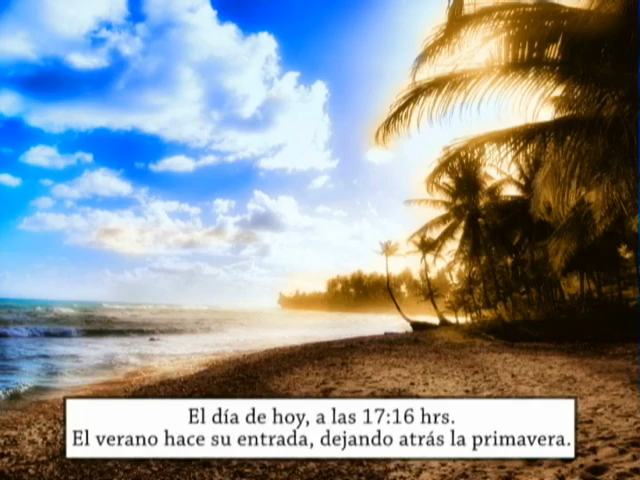 El día de hoy, a las 17:16 hrs.
El verano hace su entrada, dejando atrás la primavera.